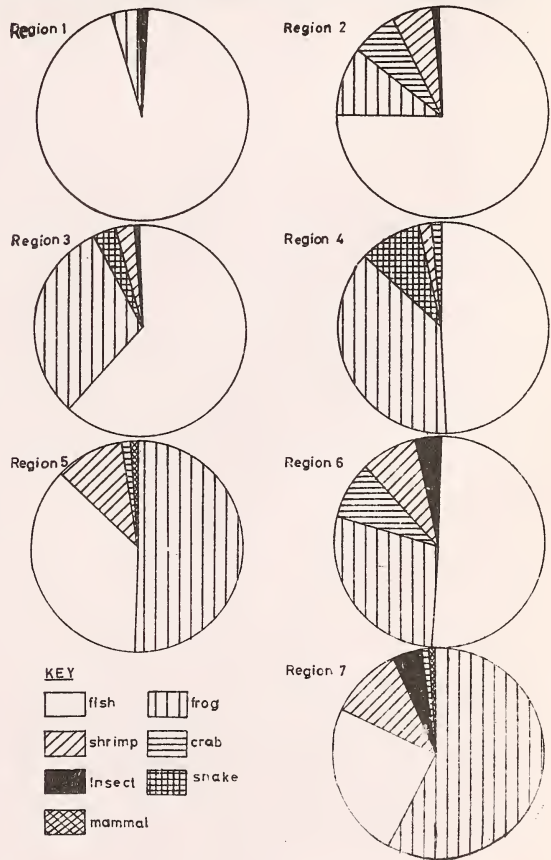 Region 1
Region 2
Region 3
Region 4
Region 5
Region 6
Region 7
KEY
fish
frog
shrimp
crab
Insect
snake
mammal